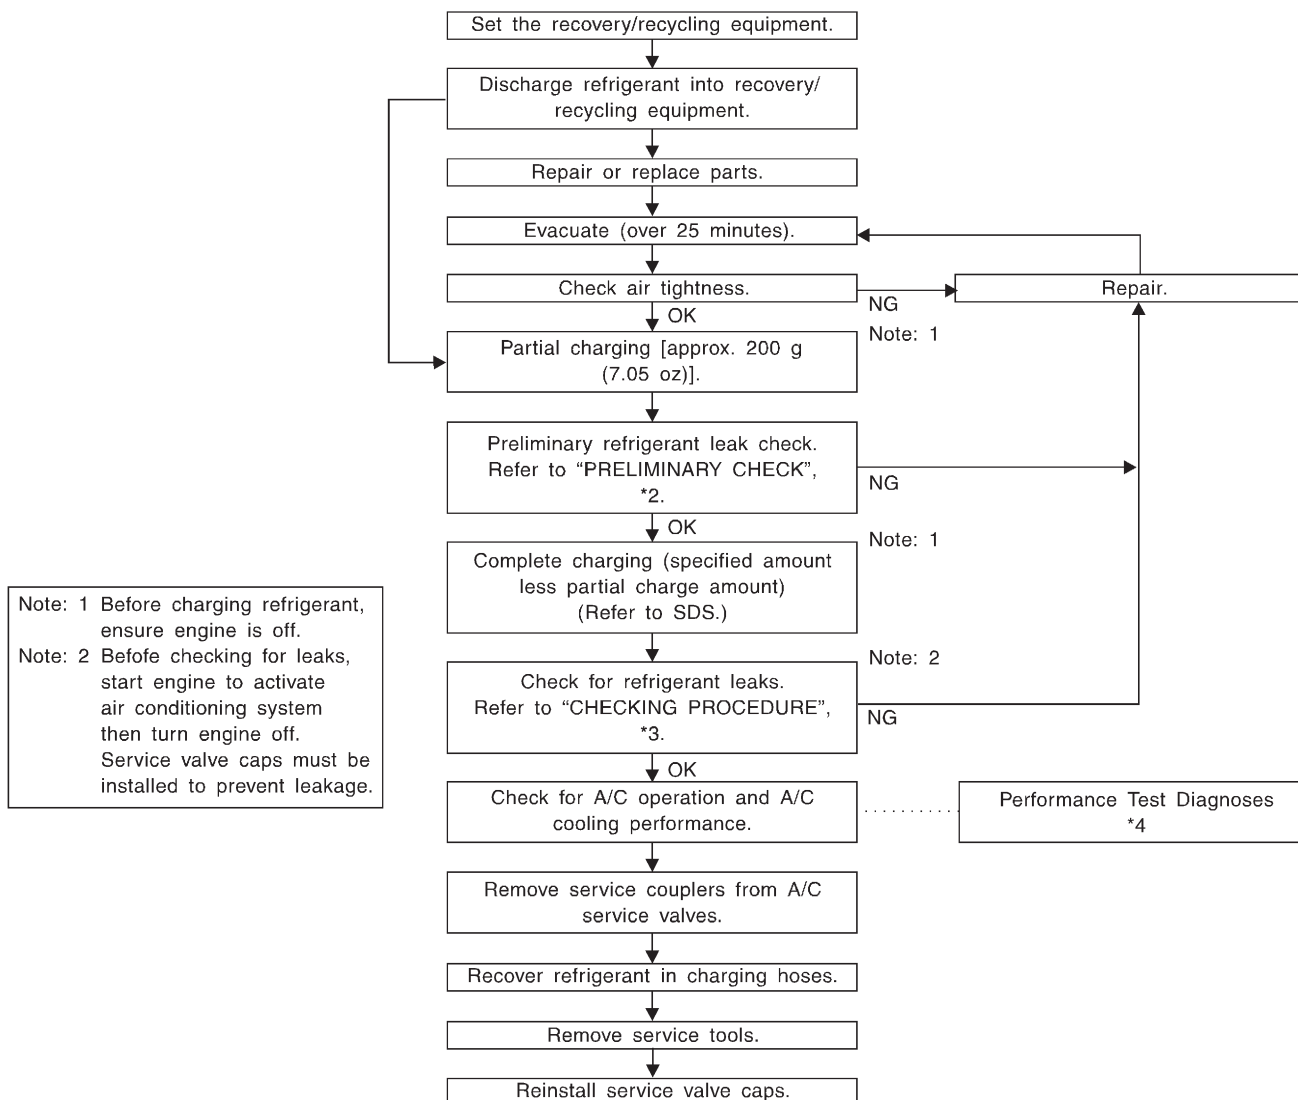 Set the recovery/recycling equipment.
Discharge refrigerant into recovery/
recycling equipment.
Repair or replace parts.
Evacuate (over 25 minutes).
Check air tightness.
NG
Repair.
OK
Note: 1
Partial charging [approx. 200 g
(7.05 oz)].
Preliminary refrigerant leak check.
Refer to “PRELIMINARY CHECK”,
*2.
NG
OK
Note: 1
Complete charging (specified amount
less partial charge amount)
(Refer to SDS.)
Note: 1 Before charging refrigerant,
ensure engine is off.
Note: 2 Befofe checking for leaks,
start engine to activate
air conditioning system
then turn engine off.
Service valve caps must be
installed to prevent leakage.
Note: 2
Check for refrigerant leaks.
Refer to “CHECKING PROCEDURE”,
*3.
NG
OK
Check for A/C operation and A/C
cooling performance.
Performance Test Diagnoses
*4
Remove service couplers from A/C
service valves.
Recover refrigerant in charging hoses.
Remove service tools.
Reinstall service valve caps.